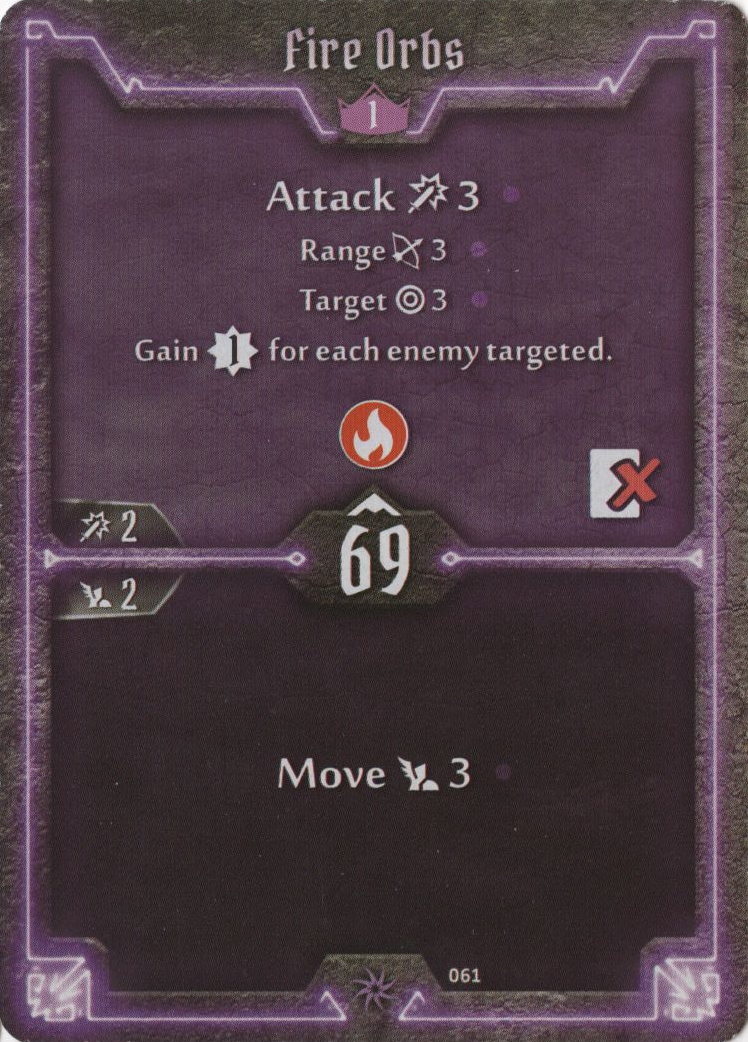 Fire Orbs
1
Attack 3
Range 3
Target 3
Gain 1 for each enemy targeted.
2
69
2
Move 3
061